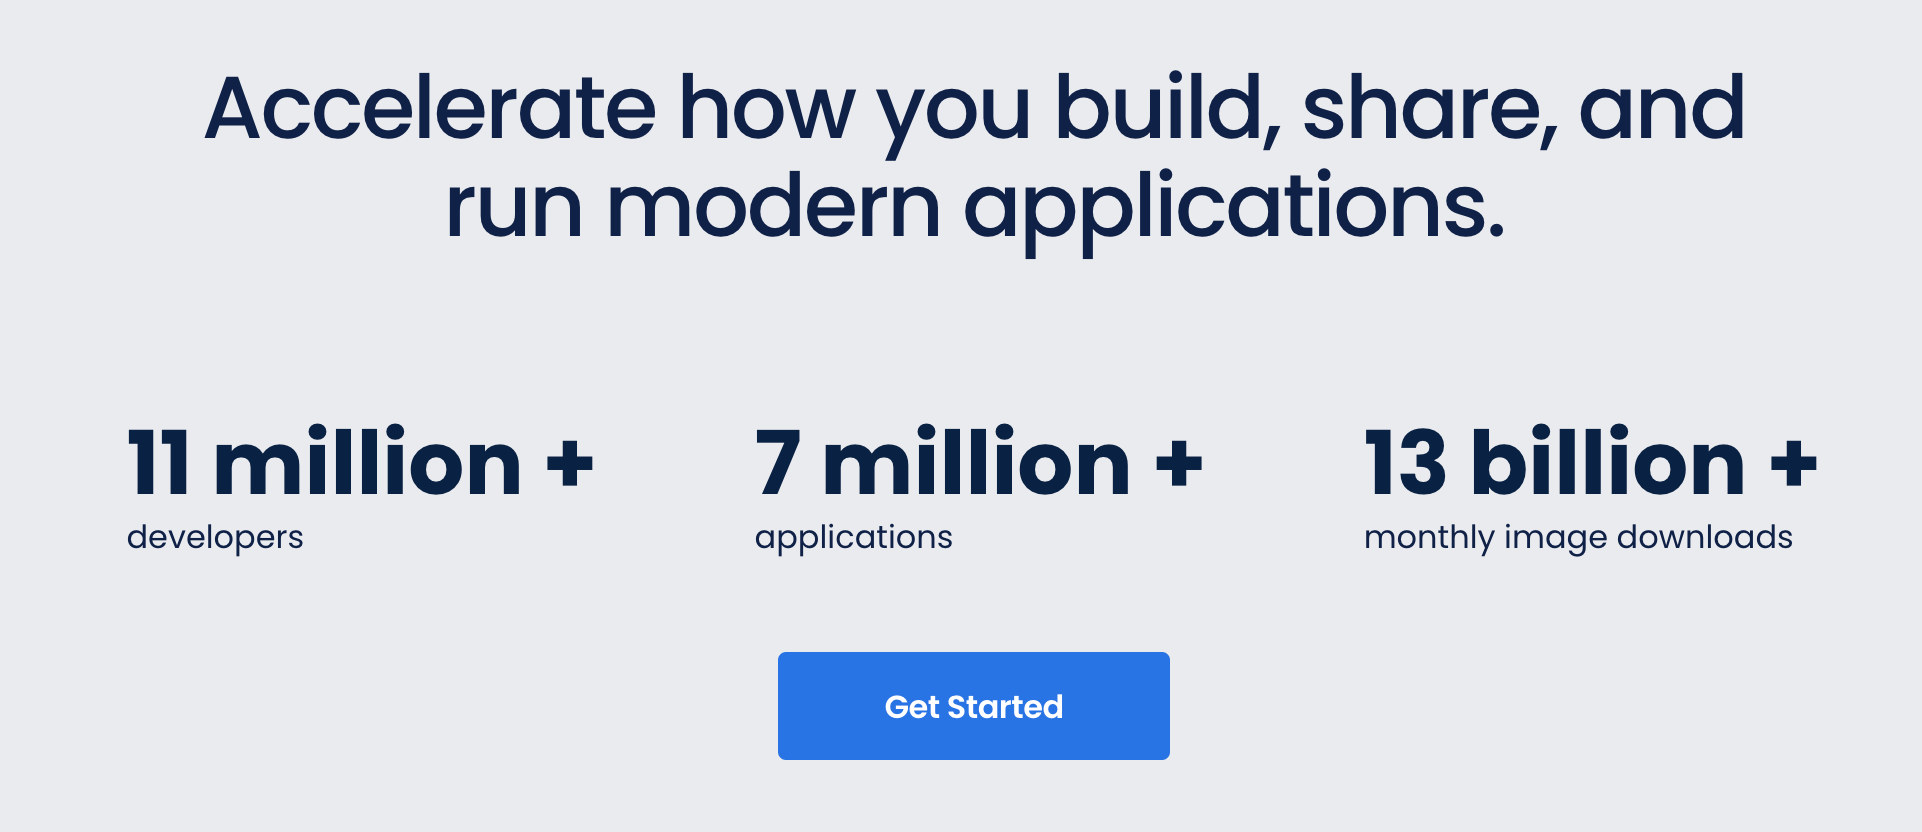 Accelerate how you build, share, and
run modern applications.
11 million +
developers
7 million +
applications
13 billion +
monthly image downloads
Get Started